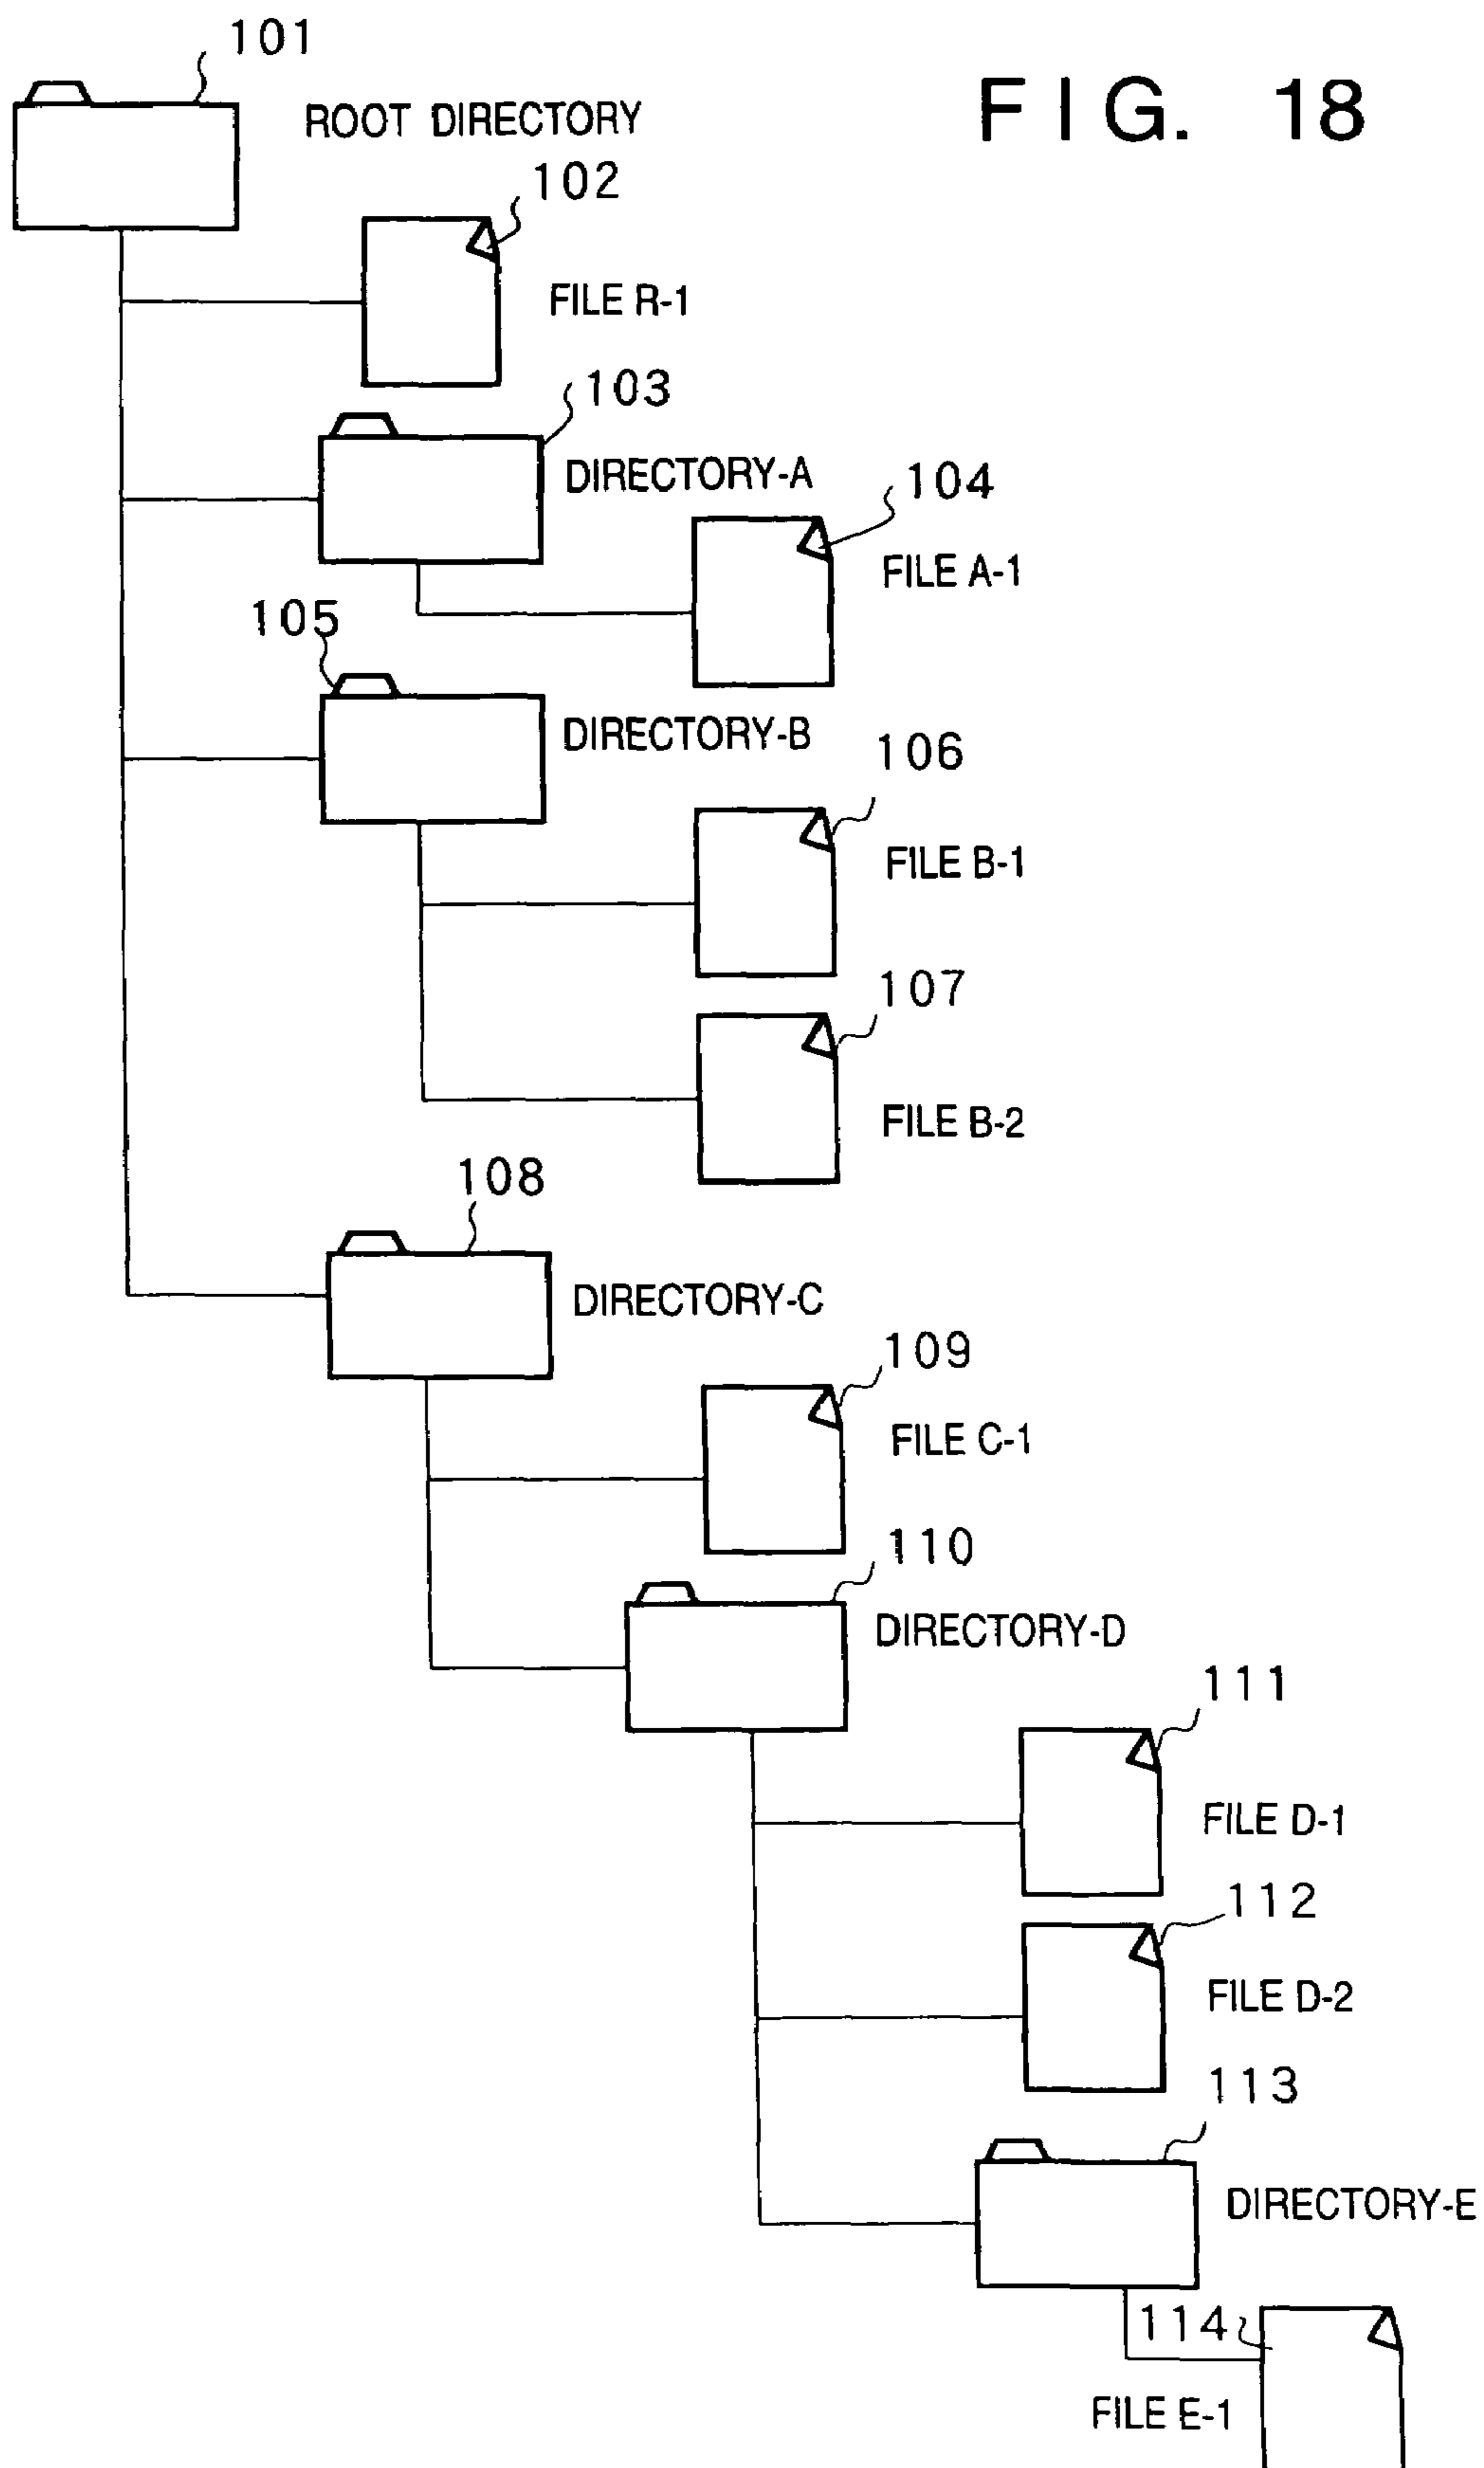 101
FIG. 18
ROOT DIRECTORY
102
FILE R-1
103
DIRECTORY-A
104
FILE A-1
105
DIRECTORY-B
106
FILE B-1
107
FILE B-2
108
DIRECTORY-C
109
FILE C-1
110
DIRECTORY-D
111
FILE D-1
112
FILE D-2
113
DIRECTORY-E
114
FILE E-1